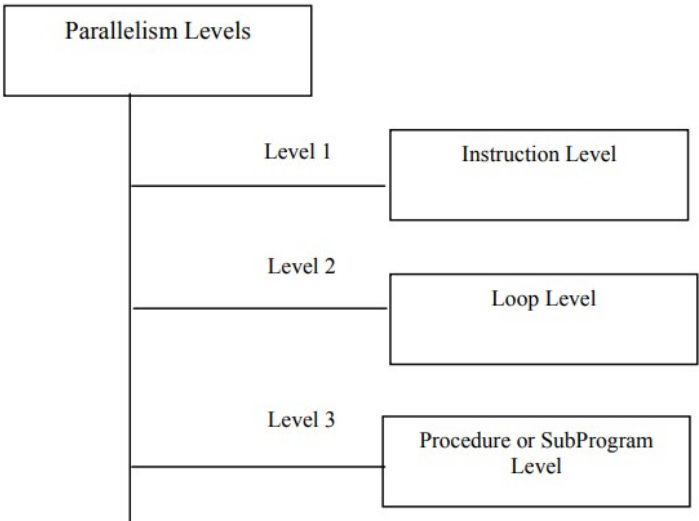 Parallelism Levels
Level 1
Instruction Level
Level 2
Loop Level
Level 3
Procedure or SubProgram
Level